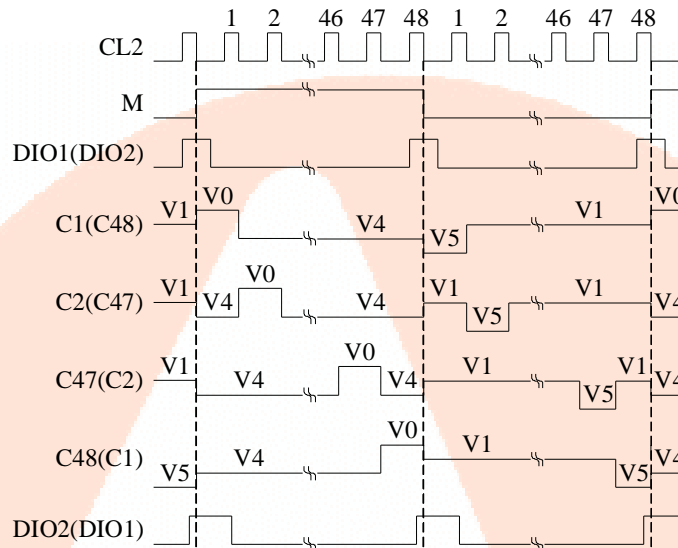 1 2 46 47 48 1 2 46 47 48
CL2
M
DIO1(DIO2)
V0 V0
V1 V4 V1
C1(C48)
V5
V0
V1 V4 V4 V1 V1 V4
C2(C47)
V5
V0
V1 V4 V4 V1 V1
C47(C2)
V5 V4
V0
V4 V1
C48(C1)
V5 V5 V4
DIO2(DIO1)